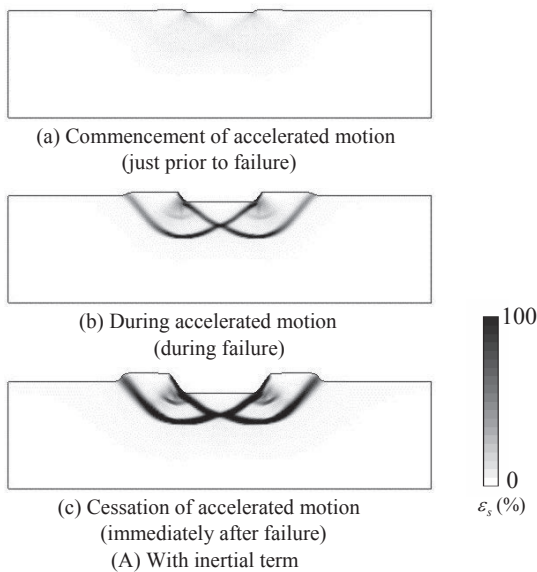 (a) Commencement of accelerated motion
(just prior to failure)
(b) During accelerated motion
(during failure)
100
0
εs (%)
(c) Cessation of accelerated motion
(immediately after failure)
(A) With inertial term